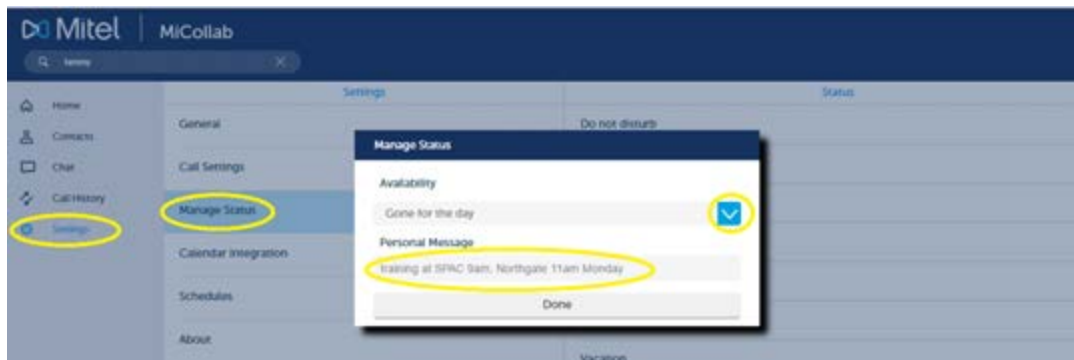 Mitel | MiCollab
Settings
Status
Home
Contacts
Chat
Call History
Settings
General
Call Settings
Manage Status
Calendar Integration
Schedules
About
Do not disturb
Manage Status
Availability
Gone for the day
Personal Message
training at SPAC 9am, Northgate 11am Monday
Done
Vacation